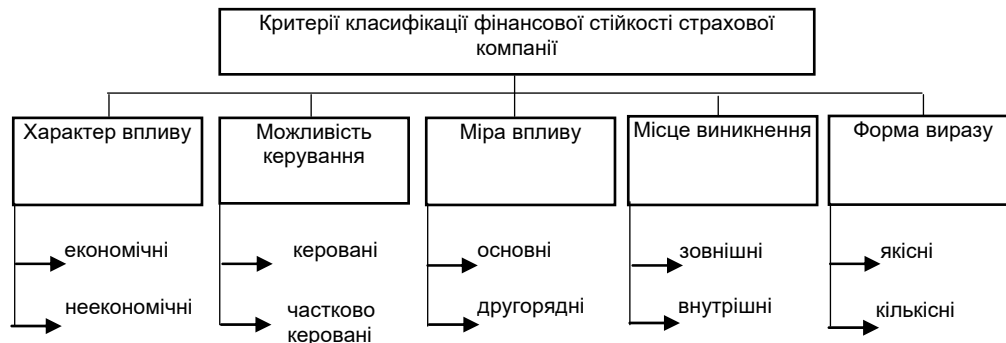 Критерії класифікації фінансової стійкості страхової
компанії
Характер впливу
Можливість
керування
Міра впливу
Місце виникнення
Форма виразу
економічні
неекономічні
керовані
частково
керовані
основні
другорядні
зовнішні
внутрішні
якісні
кількісні